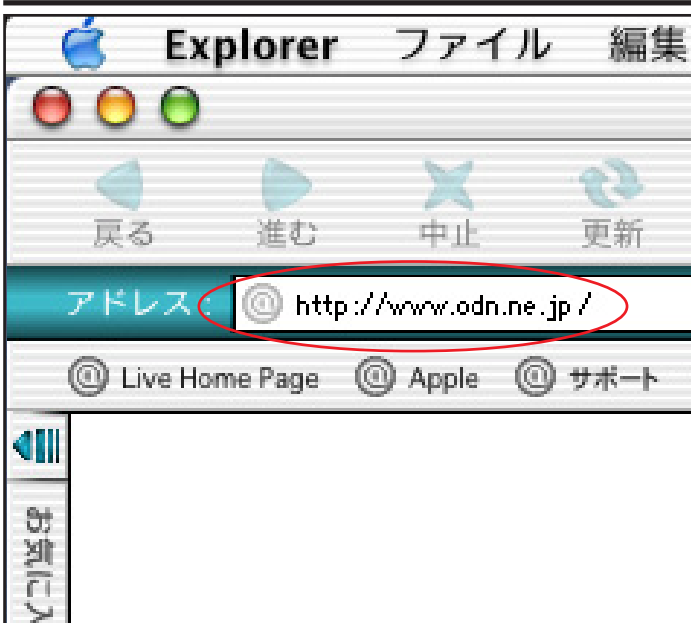 Explorer ファイル 編集
戻る 進む 中止 更新
アドレス: @ http://www.odn.ne.jp/
@ Live Home Page @ Apple @ サポート
お気に入